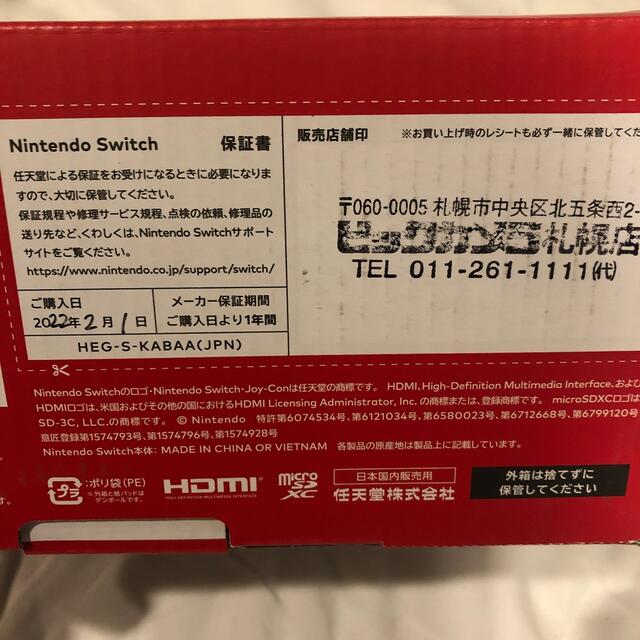 Nintendo Switch 保証書
任天堂による保証をお受けになるときに必要になりま
すので、大切に保管してください。
保証規程や修理サービス規程、点検の依頼、修理品の
送り先など、くわしくは、Nintendo Switchサポート
サイトをご覧ください。
https://www.nintendo.co.jp/support/switch/
ご購入日 メーカー保証期間
2022年2月1日 ご購入日より1年間
HEG-S-KABAA(JPN)
販売店舗印 ※お買い上げ時のレシートも必ず一緒に保管してくだ
〒060-0005 札幌市中央区北五条西2-
ビックカメラ札幌店
TEL 011-261-1111(代)
Nintendo Switchのロゴ・Nintendo Switch・Joy-Conは任天堂の商標です。 HDMI、High-Definition Multimedia Interface、および
HDMIロゴは、米国およびその他の国におけるHDMI Licensing Administrator, Inc. の商標または、登録商標です。 microSDXCロゴは
SD-3C, LLC.の商標です。 © Nintendo 特許第6074534号、第6121034号、第6580023号、第6712668号、第6799120号
意匠登録第1574793号、第1574796号、第1574928号
Nintendo Switch本体: MADE IN CHINA OR VIETNAM 各製品の原産地は製品上に記載しています。
プラ :ポリ袋(PE)
※外箱と紙パッドは
ダンボールです。
HDMI
HIGH-DEFINITION MULTIMEDIA INTERFACE
micro SD XC
日本国内販売用
任天堂株式会社
外箱は捨てずに
保管してください